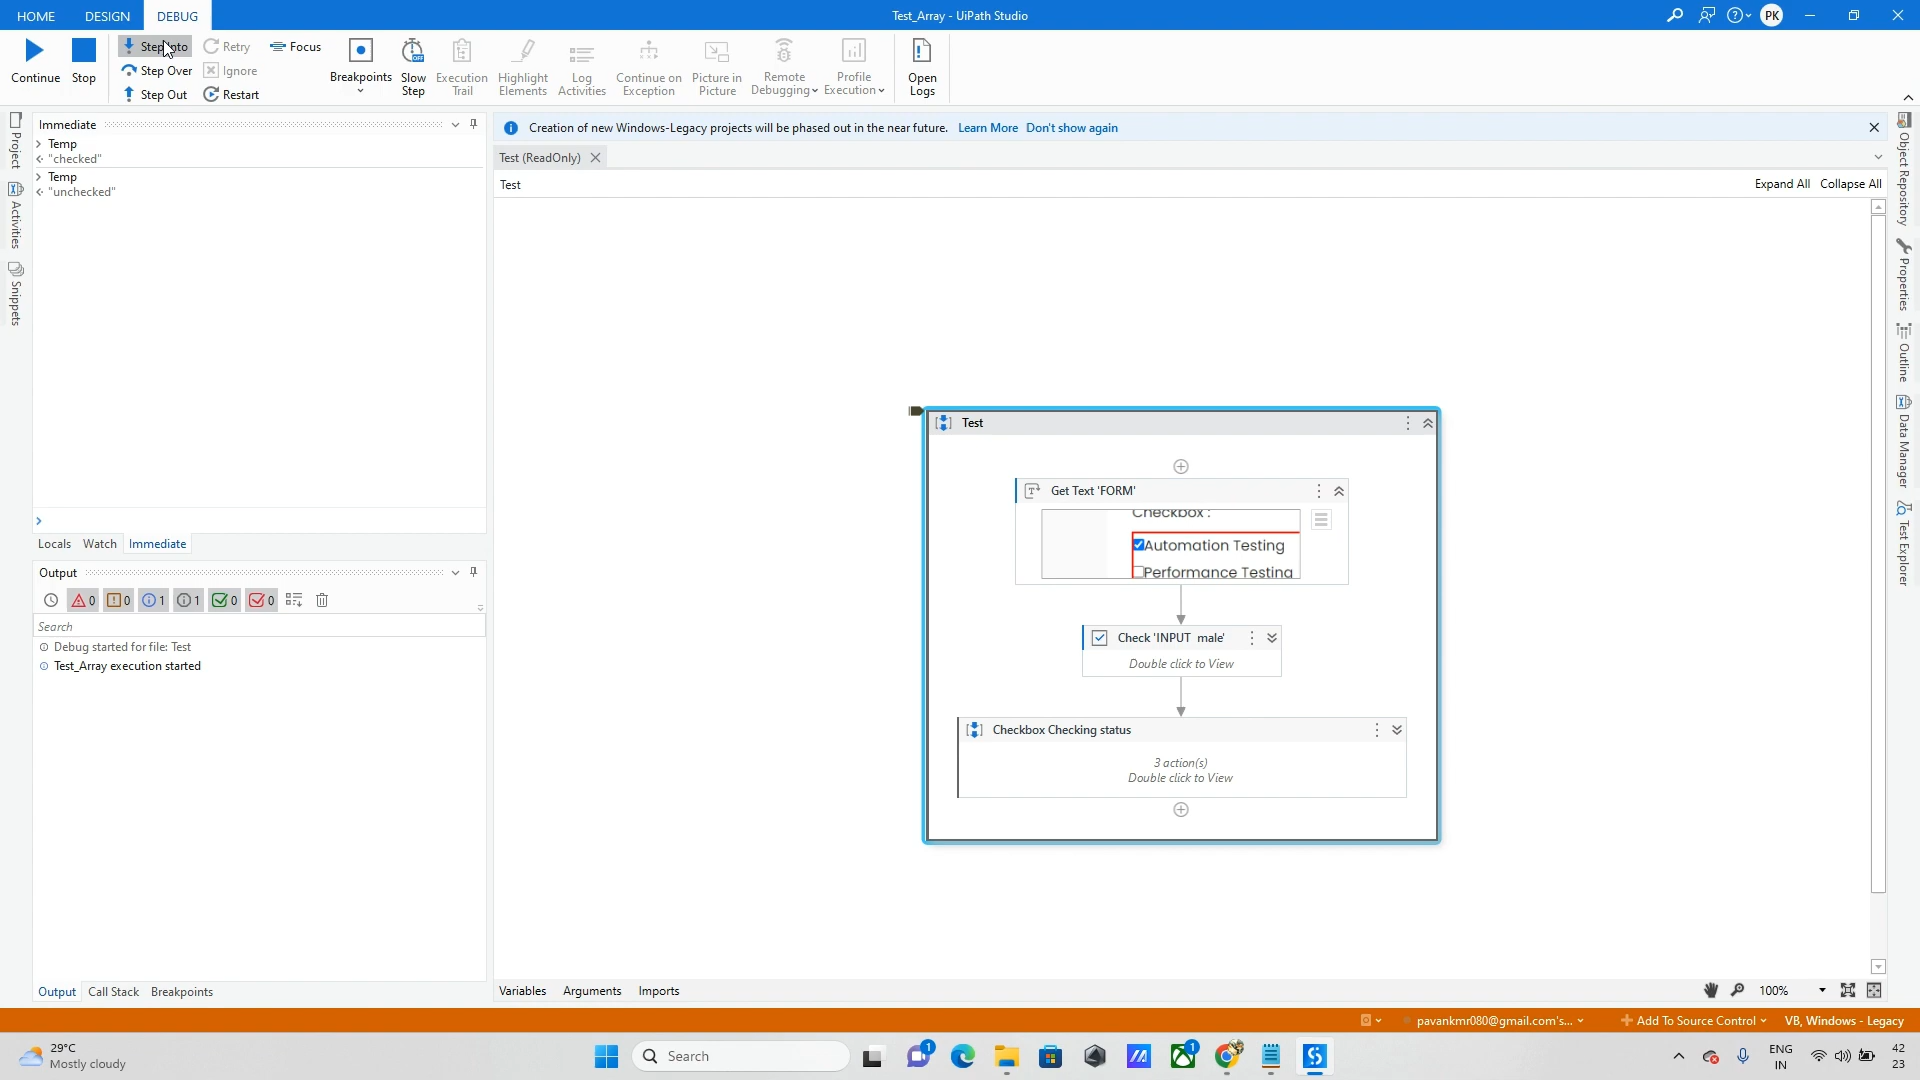 HOME DESIGN DEBUG
Test_Array - UiPath Studio
PK
Continue
Stop
Step Into
Step Over
Step Out
Retry
Ignore
Restart
Focus
Breakpoints
Slow
Step
Execution
Trail
Highlight
Elements
Log
Activities
Continue on
Exception
Picture in
Picture
Remote
Debugging
Profile
Execution
Open
Logs
Project
Activities
Snippets
Immediate
Temp
"checked"
Temp
"unchecked"
Locals Watch Immediate
Output
0 0 1 1 0 0
Search
Debug started for file: Test
Test_Array execution started
Output Call Stack Breakpoints
Creation of new Windows-Legacy projects will be phased out in the near future. Learn More Don't show again
Test (ReadOnly)
Test
Expand All Collapse All
Test
Get Text 'FORM'
Checkbox :
Automation Testing
Performance Testing
Check 'INPUT male'
Double click to View
Checkbox Checking status
3 action(s)
Double click to View
Variables Arguments Imports
100%
Object Repository
Properties
Outline
Data Manager
Test Explorer
pavankmr080@gmail.com's...
Add To Source Control
VB, Windows - Legacy
29°C
Mostly cloudy
Search
1
1
ENG
IN
42
23